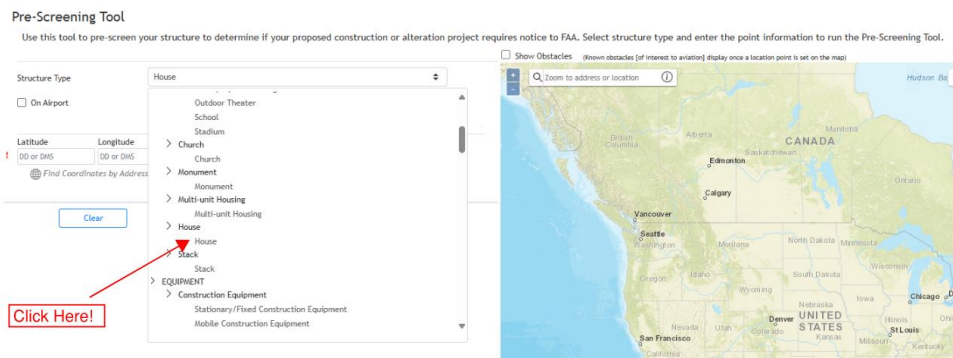 Pre-Screening Tool
Use this tool to pre-screen your structure to determine if your proposed construction or alteration project requires notice to FAA. Select structure type and enter the point information to run the Pre-Screening Tool.
Show Obstacles (Known obstacles [of interest to aviation] display once a location point is set on the map)
Structure Type
House
On Airport
Latitude
Longitude
! DD or DMS
DD or DMS
Find Coordinates by Address
Clear
Outdoor Theater
School
Stadium
> Church
Church
> Monument
Monument
> Multi-unit Housing
Multi-unit Housing
> House
House
> Stack
Stack
> EQUIPMENT
> Construction Equipment
Stationary/Fixed Construction Equipment
Mobile Construction Equipment
Click Here!
+
-
Zoom to address or location
Hudson Ba
British
Columbia
Alberta
Saskatchewan
Manitoba
CANADA
Ontario
Edmonton
Calgary
Vancouver
Seattle
Washington
Montana
North Dakota
Minnesota
Oregon
Idaho
South Dakota
Wisconsin
Wyoming
Iowa
Chicago
D
Nebraska
Nevada
Utah
Denver
Colorado
UNITED
STATES
Kansas
Illinois
Ohi
St Louis
Missouri
Kentucky
San Francisco
California